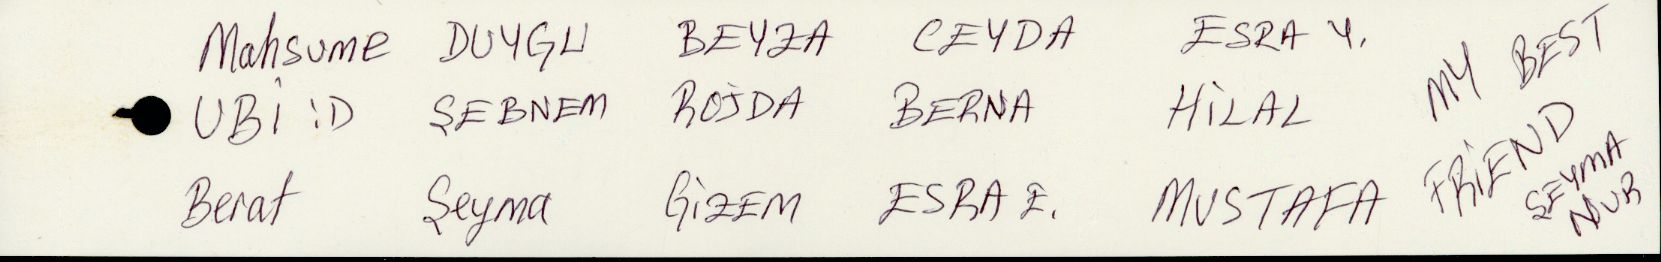 Mahsume DUYGU BEYZA CEYDA ESRA Y.
UBİ :D ŞEBNEM ROJDA BERNA HİLAL
Berat Şeyma GİZEM ESRA E. MUSTAFA
MY BEST
FRİEND
ŞEYMA
NUR